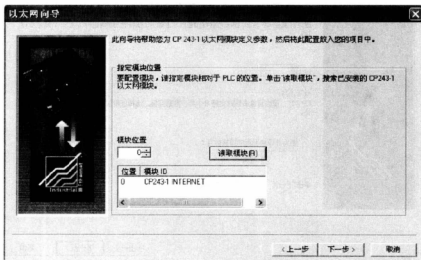 以太网向导
此向导将帮助您为 CP 243-1 以太网模块定义参数，然后将此配置放入您的项目中。
指定模块位置
要配置模块，请指定模块相对于 PLC 的位置。单击'读取模块'，搜索已安装的 CP243-1
以太网模块。
模块位置
0
读取模块(R)
位置 模块 ID
0 CP243-1 INTERNET
Industrial
<上一步
下一步>
取消